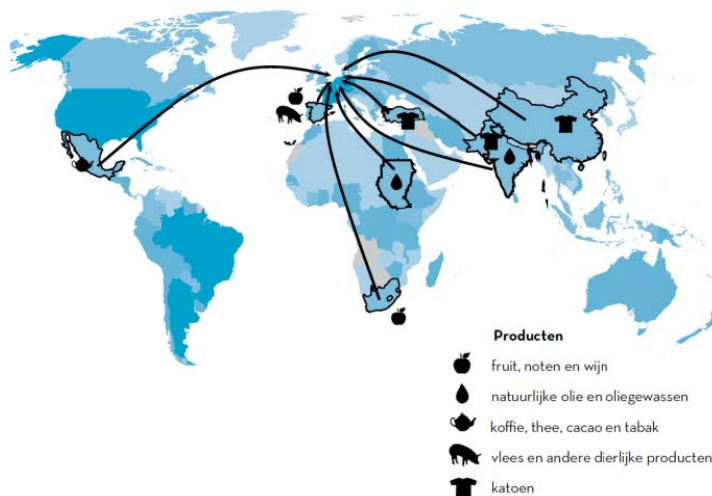 Producten
fruit, noten en wijn
natuurlijke olie en oliegewassen
koffie, thee, cacao en tabak
vlees en andere dierlijke producten
katoen